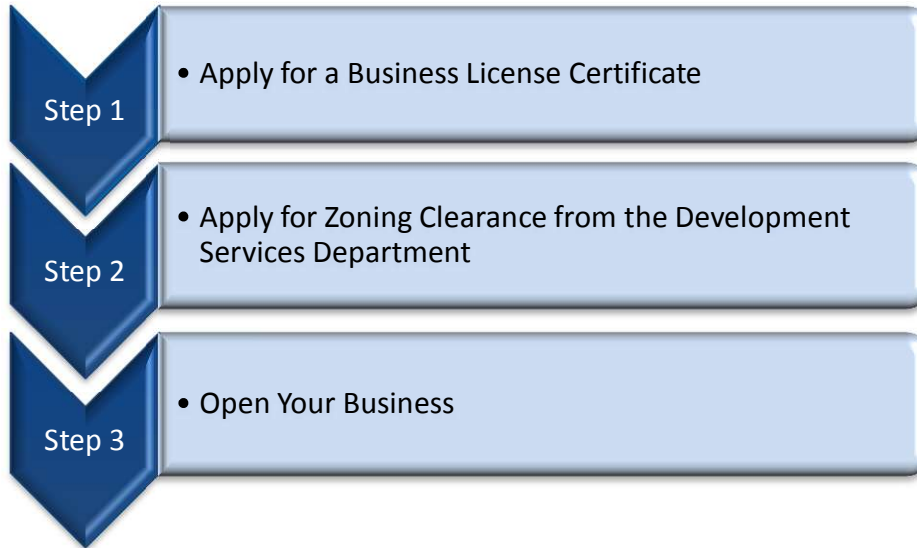 Step 1
• Apply for a Business License Certificate
Step 2
• Apply for Zoning Clearance from the Development
Services Department
Step 3
• Open Your Business